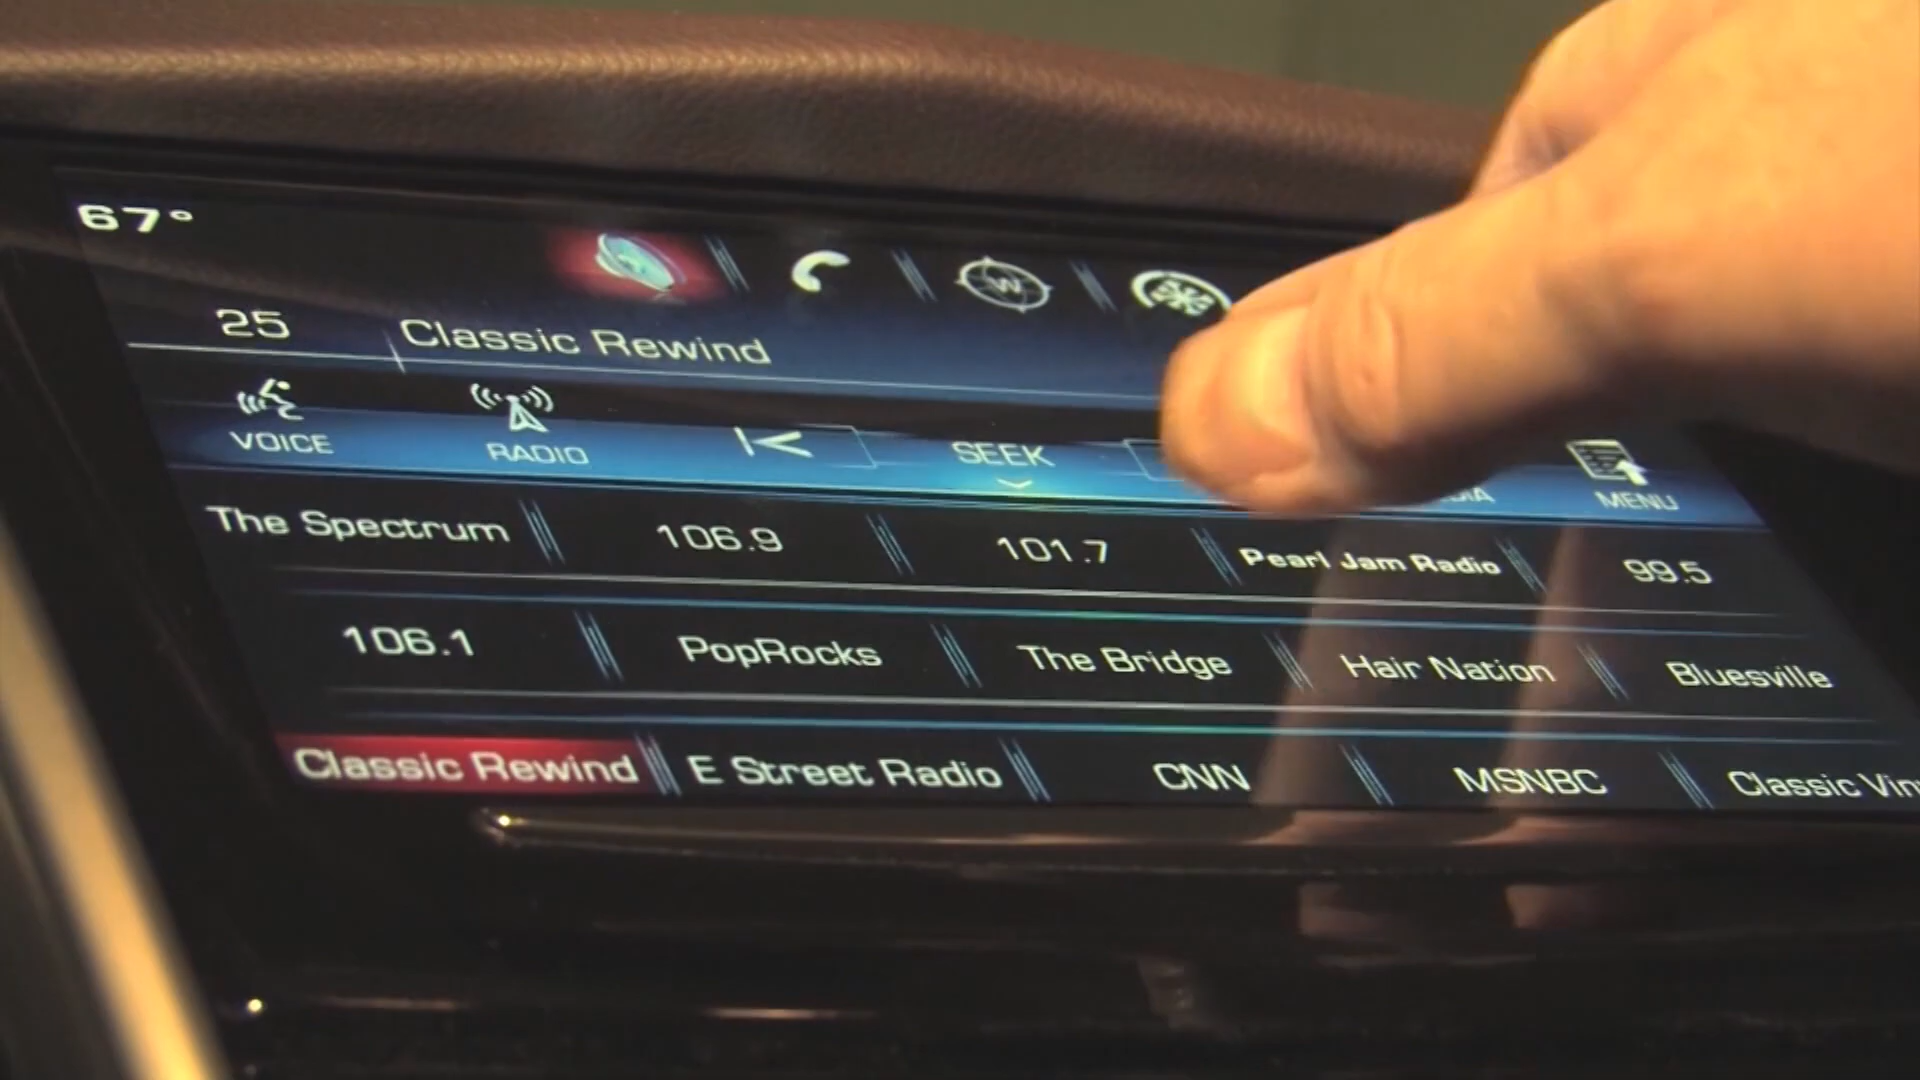 67°
25 Classic Rewind
VOICE RADIO SEEK MENU
The Spectrum 106.9 101.7 Pearl Jam Radio 99.5
106.1 PopRocks The Bridge Hair Nation Bluesville
Classic Rewind E Street Radio CNN MSNBC Classic